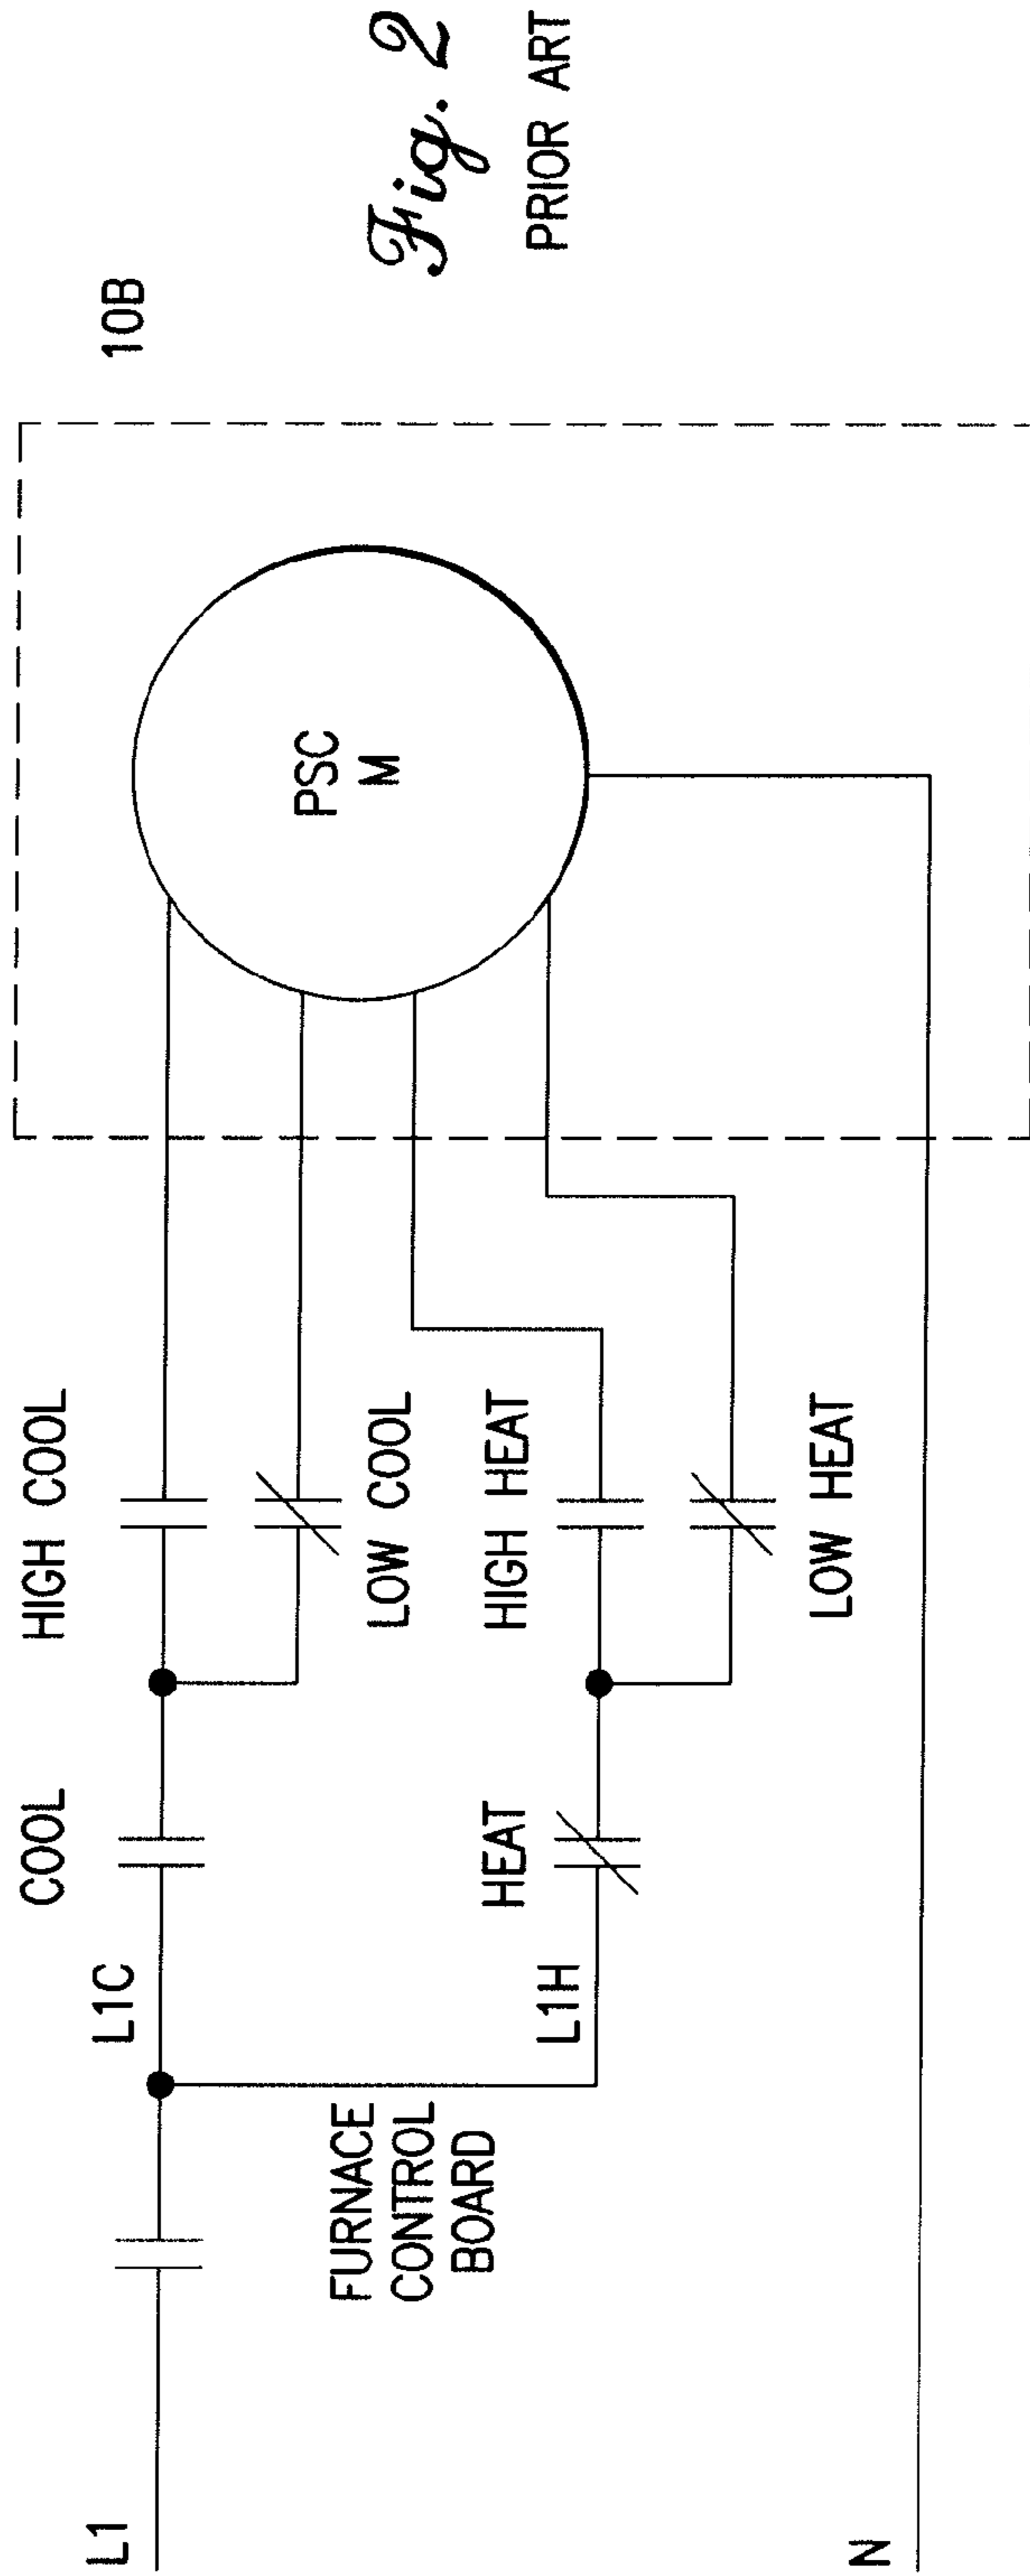 L1
FURNACE
CONTROL
BOARD
L1C
COOL
HIGH COOL
LOW COOL
L1H
HEAT
HIGH HEAT
LOW HEAT
N
PSC
M
10B
Fig. 2
PRIOR ART